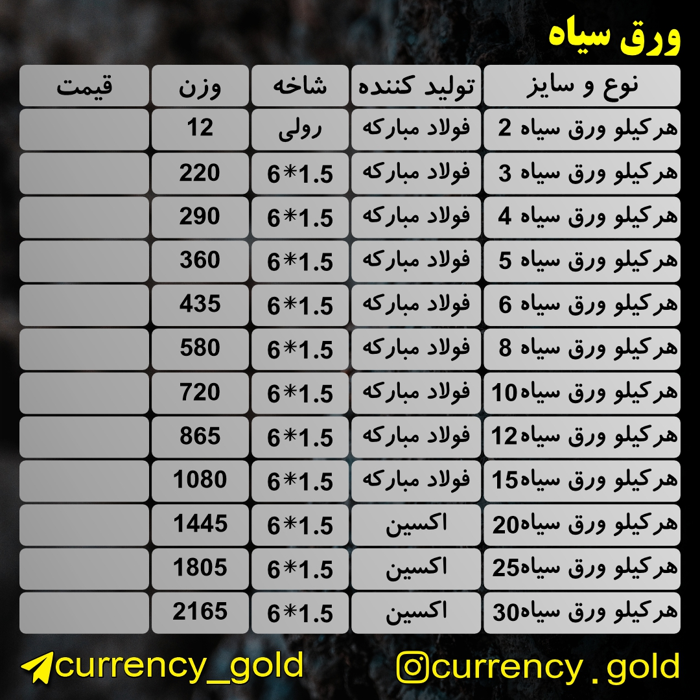 ورق سیاه
نوع و سایز تولید کننده شاخه وزن قیمت
هرکیلو ورق سیاه 2 فولاد مبارکه رولی 12
هرکیلو ورق سیاه 3 فولاد مبارکه 6*1.5 220
هرکیلو ورق سیاه 4 فولاد مبارکه 6*1.5 290
هرکیلو ورق سیاه 5 فولاد مبارکه 6*1.5 360
هرکیلو ورق سیاه 6 فولاد مبارکه 6*1.5 435
هرکیلو ورق سیاه 8 فولاد مبارکه 6*1.5 580
هرکیلو ورق سیاه10 فولاد مبارکه 6*1.5 720
هرکیلو ورق سیاه12 فولاد مبارکه 6*1.5 865
هرکیلو ورق سیاه15 فولاد مبارکه 6*1.5 1080
هرکیلو ورق سیاه20 اکسین 6*1.5 1445
هرکیلو ورق سیاه25 اکسین 6*1.5 1805
هرکیلو ورق سیاه30 اکسین 6*1.5 2165
currency_gold currency.gold